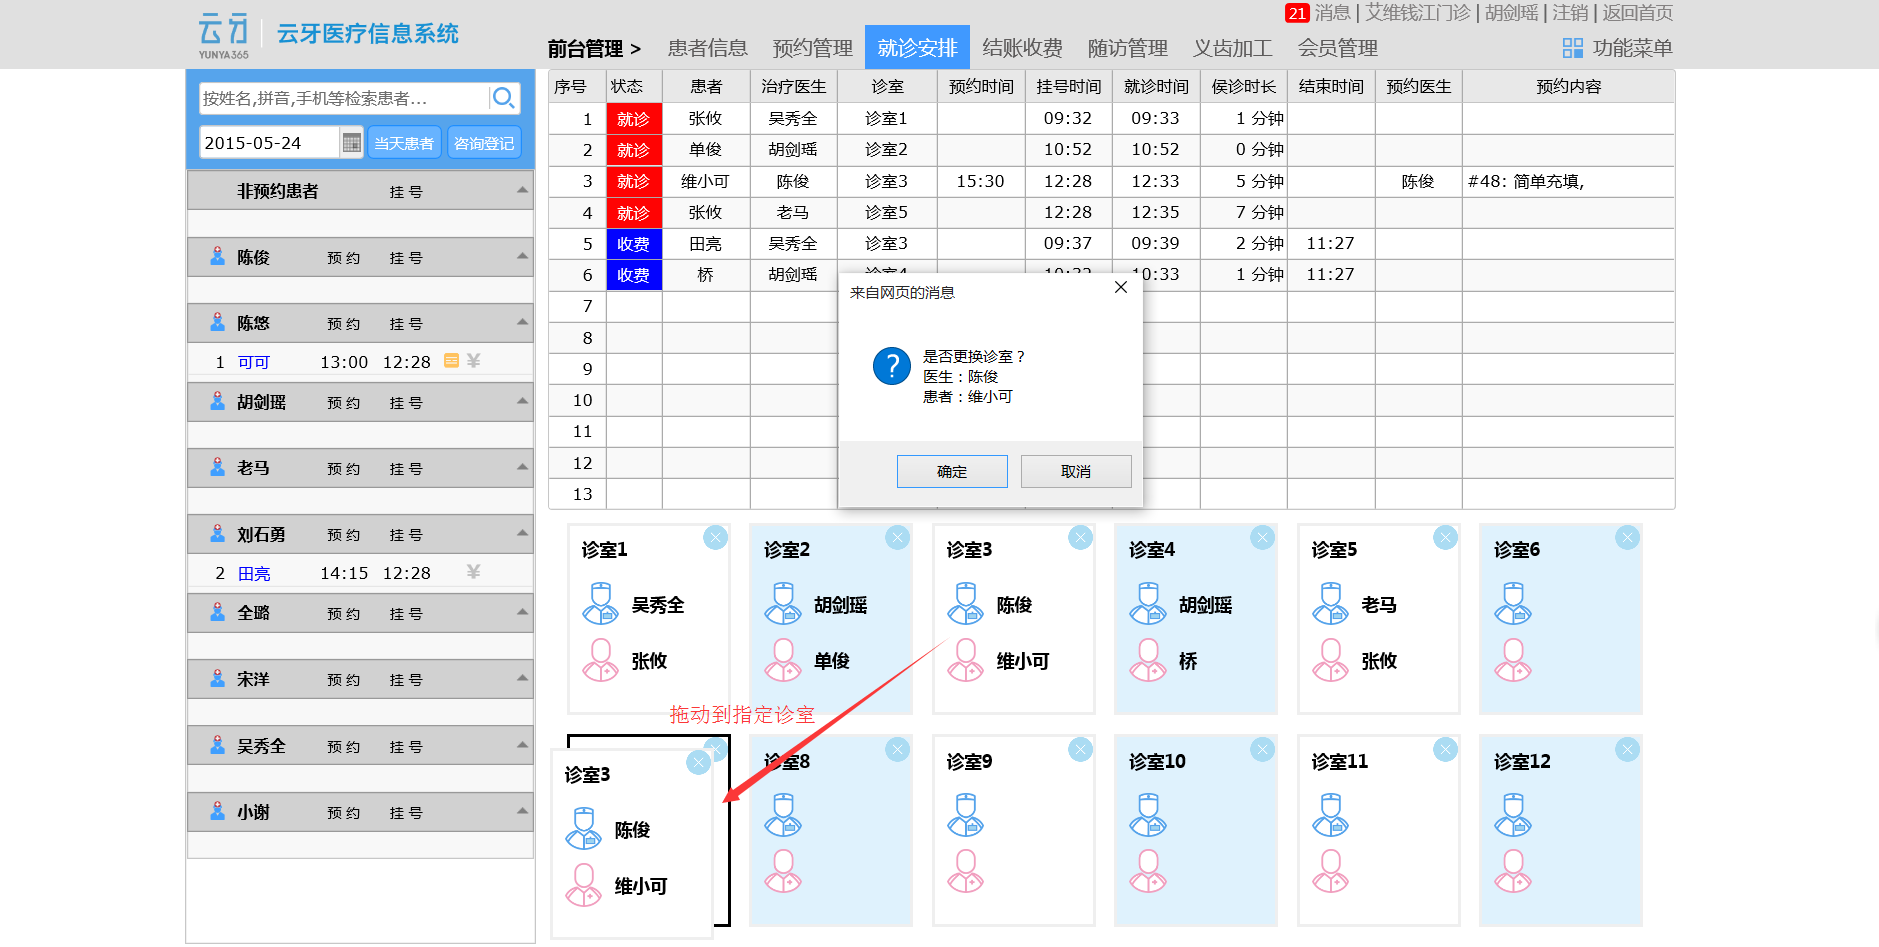 21 消息 | 艾维钱江门诊 | 胡剑瑶 | 注销 | 返回首页
云牙 YUNYA365 云牙医疗信息系统
前台管理 > 患者信息 预约管理 就诊安排 结账收费 随访管理 义齿加工 会员管理 功能菜单
按姓名,拼音,手机等检索患者...
2015-05-24 当天患者 咨询登记
非预约患者 挂 号
陈俊 预 约 挂 号
陈悠 预 约 挂 号
1 可可 13:00 12:28 ¥
胡剑瑶 预 约 挂 号
老马 预 约 挂 号
刘石勇 预 约 挂 号
2 田亮 14:15 12:28 ¥
全璐 预 约 挂 号
宋洋 预 约 挂 号
吴秀全 预 约 挂 号
小谢 预 约 挂 号
序号 状态 患者 治疗医生 诊室 预约时间 挂号时间 就诊时间 侯诊时长 结束时间 预约医生 预约内容
1 就诊 张攸 吴秀全 诊室1 09:32 09:33 1 分钟
2 就诊 单俊 胡剑瑶 诊室2 10:52 10:52 0 分钟
3 就诊 维小可 陈俊 诊室3 15:30 12:28 12:33 5 分钟 陈俊 #48: 简单充填,
4 就诊 张攸 老马 诊室5 12:28 12:35 7 分钟
5 收费 田亮 吴秀全 诊室3 09:37 09:39 2 分钟 11:27
6 收费 桥 胡剑瑶 诊室4 10:32 10:33 1 分钟 11:27
7
8
9
10
11
12
13
来自网页的消息
是否更换诊室？
医生：陈俊
患者：维小可
确定 取消
诊室1 诊室2 诊室3 诊室4 诊室5 诊室6
吴秀全 胡剑瑶 陈俊 胡剑瑶 老马
张攸 单俊 维小可 桥 张攸
拖动到指定诊室
诊室3 诊室8 诊室9 诊室10 诊室11 诊室12
陈俊
维小可